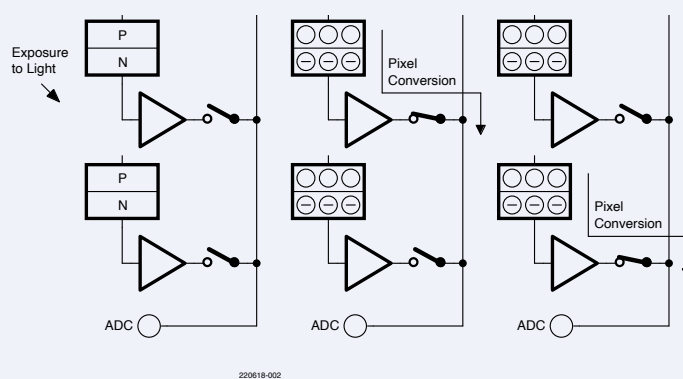 Exposure
to Light
P
N
P
N
ADC
Pixel
Conversion
ADC
Pixel
Conversion
ADC
220618-002